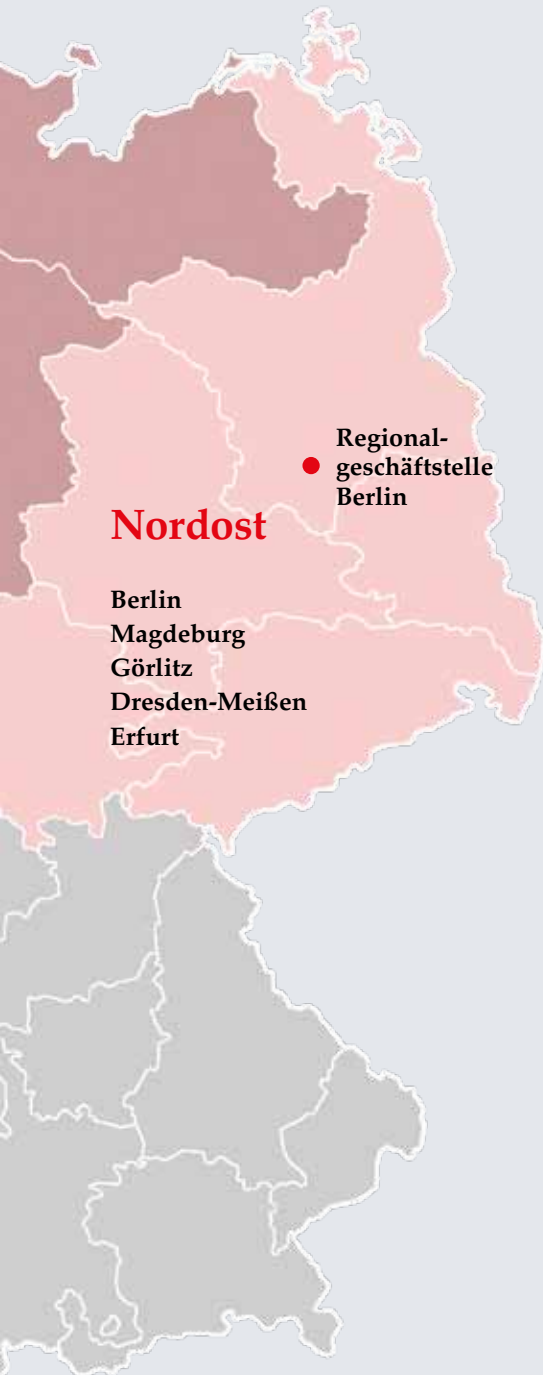 Regional-
geschäftstelle
Berlin
Nordost
Berlin
Magdeburg
Görlitz
Dresden-Meißen
Erfurt